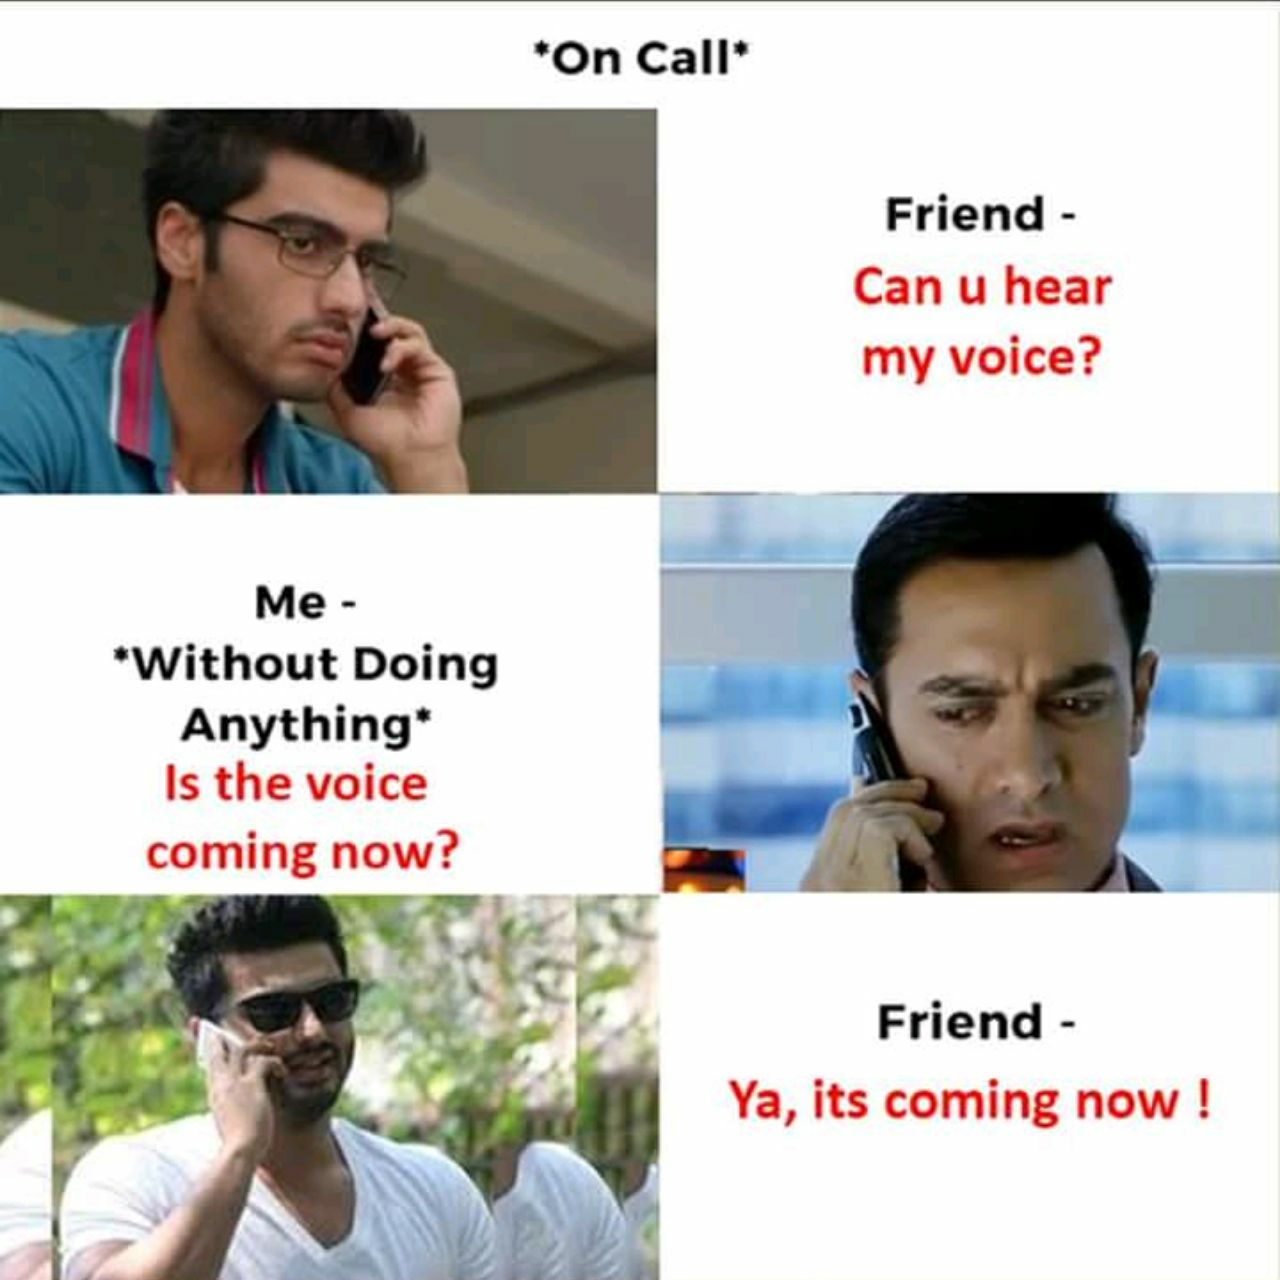 *On Call*
Friend -
Can u hear
my voice?
Me -
*Without Doing
Anything*
Is the voice
coming now?
Friend -
Ya, its coming now !